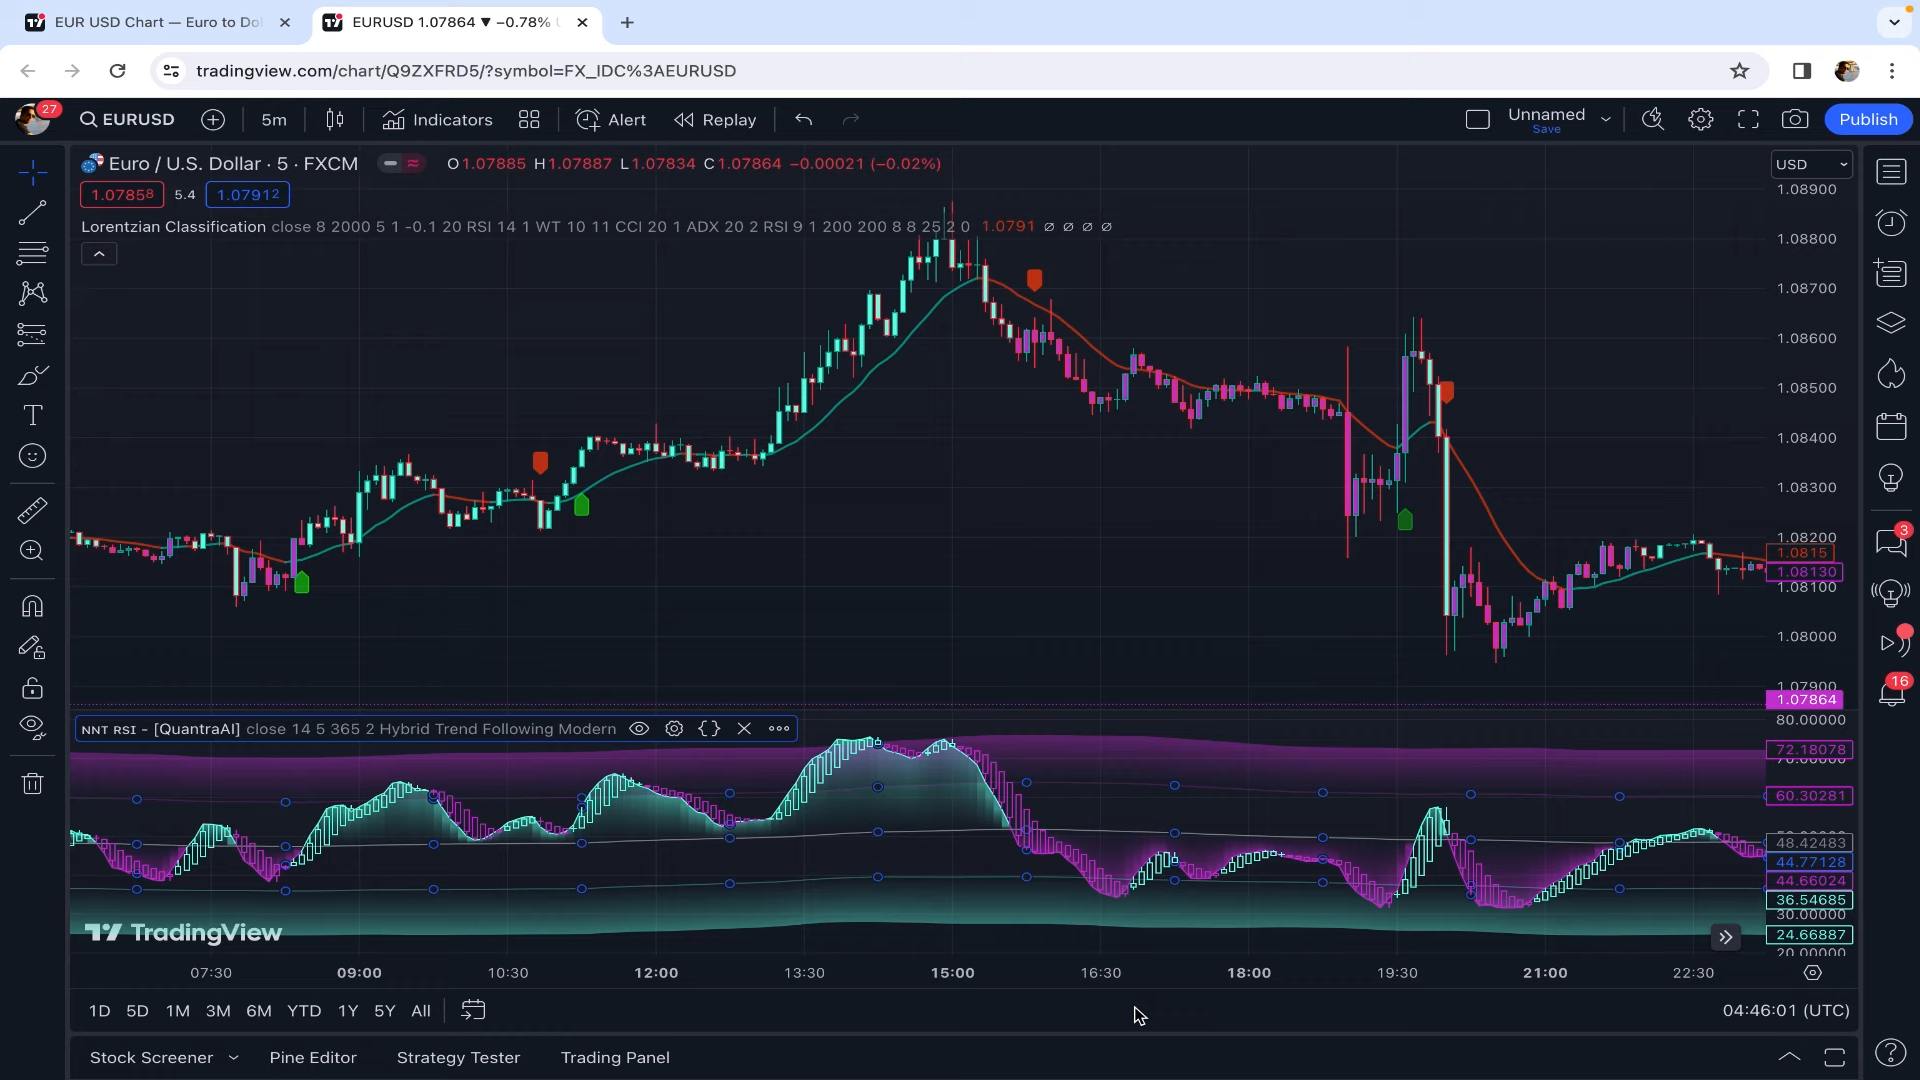 EUR USD Chart — Euro to Do
EURUSD 1.07864 ▼ −0.78%
tradingview.com/chart/Q9ZXFRD5/?symbol=FX_IDC%3AEURUSD
27
EURUSD
5m
Indicators
Alert
Replay
Unnamed
Save
Publish
Euro / U.S. Dollar · 5 · FXCM
O1.07885 H1.07887 L1.07834 C1.07864 −0.00021 (−0.02%)
USD
1.07858 5.4 1.07912
Lorentzian Classification close 8 2000 5 1 -0.1 20 RSI 14 1 WT 10 11 CCI 20 1 ADX 20 2 RSI 9 1 200 200 8 8 25 2 0 1.0791 ∅ ∅ ∅ ∅
1.08900
1.08800
1.08700
1.08600
1.08500
1.08400
1.08300
1.08200
1.0815
1.08130
1.08100
1.08000
1.07900
1.07864
3
16
NNT RSI - [QuantraAI] close 14 5 365 2 Hybrid Trend Following Modern
80.00000
72.18078
60.30281
48.42483
44.77128
44.66024
36.54685
30.00000
24.66887
20.00000
TradingView
07:30 09:00 10:30 12:00 13:30 15:00 16:30 18:00 19:30 21:00 22:30
1D 5D 1M 3M 6M YTD 1Y 5Y All
04:46:01 (UTC)
Stock Screener Pine Editor Strategy Tester Trading Panel